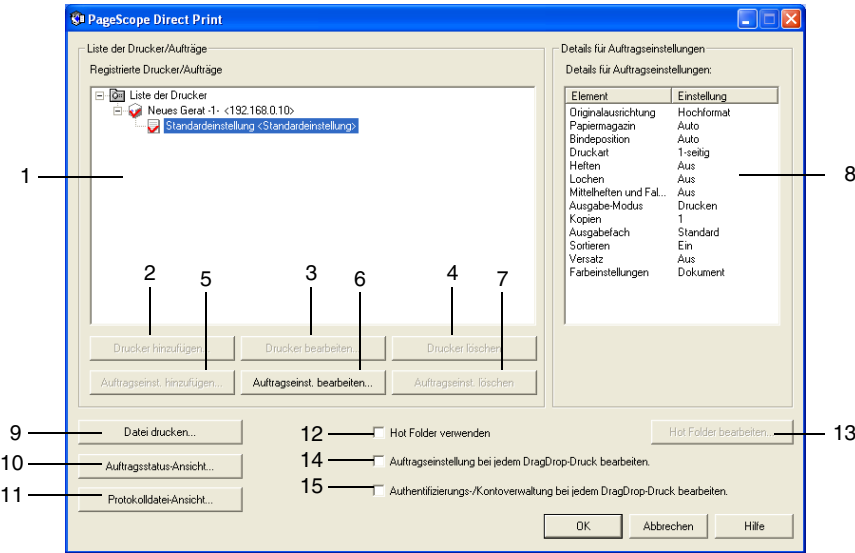 PageScope Direct Print
Liste der Drucker/Aufträge
Registrierte Drucker/Aufträge
Liste der Drucker
Neues Gerat -1- <192.168.0.10>
Standardeinstellung <Standardeinstellung>
Details für Auftragseinstellungen
Details für Auftragseinstellungen:
Element Einstellung
Originalausrichtung Hochformat
Papiermagazin Auto
Bindeposition Auto
Druckart 1-seitig
Heften Aus
Lochen Aus
Mittelheften und Fal... Aus
Ausgabe-Modus Drucken
Kopien 1
Ausgabefach Standard
Sortieren Ein
Versatz Aus
Farbeinstellungen Dokument
1
8
2 5 3 6 4 7
Drucker hinzufügen... Drucker bearbeiten... Drucker löschen
Auftragseinst. hinzufügen... Auftragseinst. bearbeiten... Auftragseinst. löschen
9 Datei drucken... 12 Hot Folder verwenden Hot Folder bearbeiten... 13
10 Auftragsstatus-Ansicht... 14 Auftragseinstellung bei jedem DragDrop-Druck bearbeiten.
11 Protokolldatei-Ansicht... 15 Authentifizierungs-/Kontoverwaltung bei jedem DragDrop-Druck bearbeiten.
OK Abbrechen Hilfe